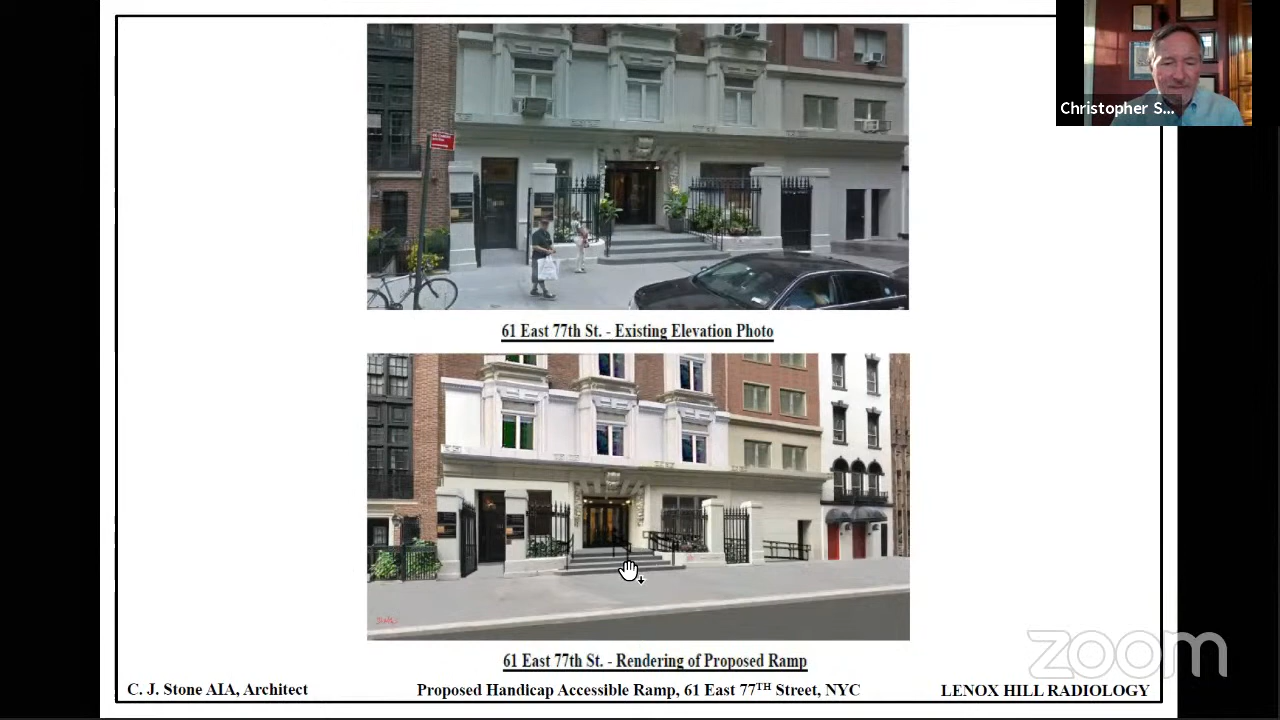 Christopher S...
61 East 77th St. - Existing Elevation Photo
61 East 77th St. - Rendering of Proposed Ramp
C. J. Stone AIA, Architect
Proposed Handicap Accessible Ramp, 61 East 77TH Street, NYC
LENOX HILL RADIOLOGY
zoom